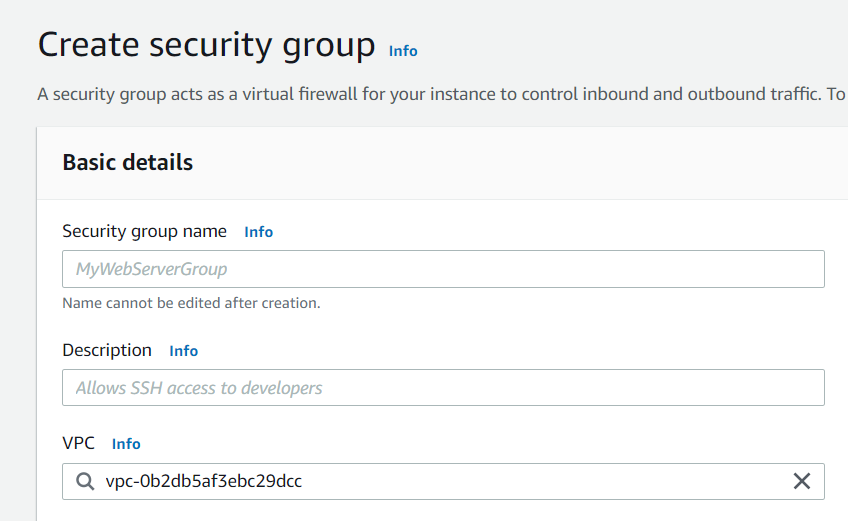 Create security group Info
A security group acts as a virtual firewall for your instance to control inbound and outbound traffic. To
Basic details
Security group name Info
MyWebServerGroup
Name cannot be edited after creation.
Description Info
Allows SSH access to developers
VPC Info
vpc-0b2db5af3ebc29dcc